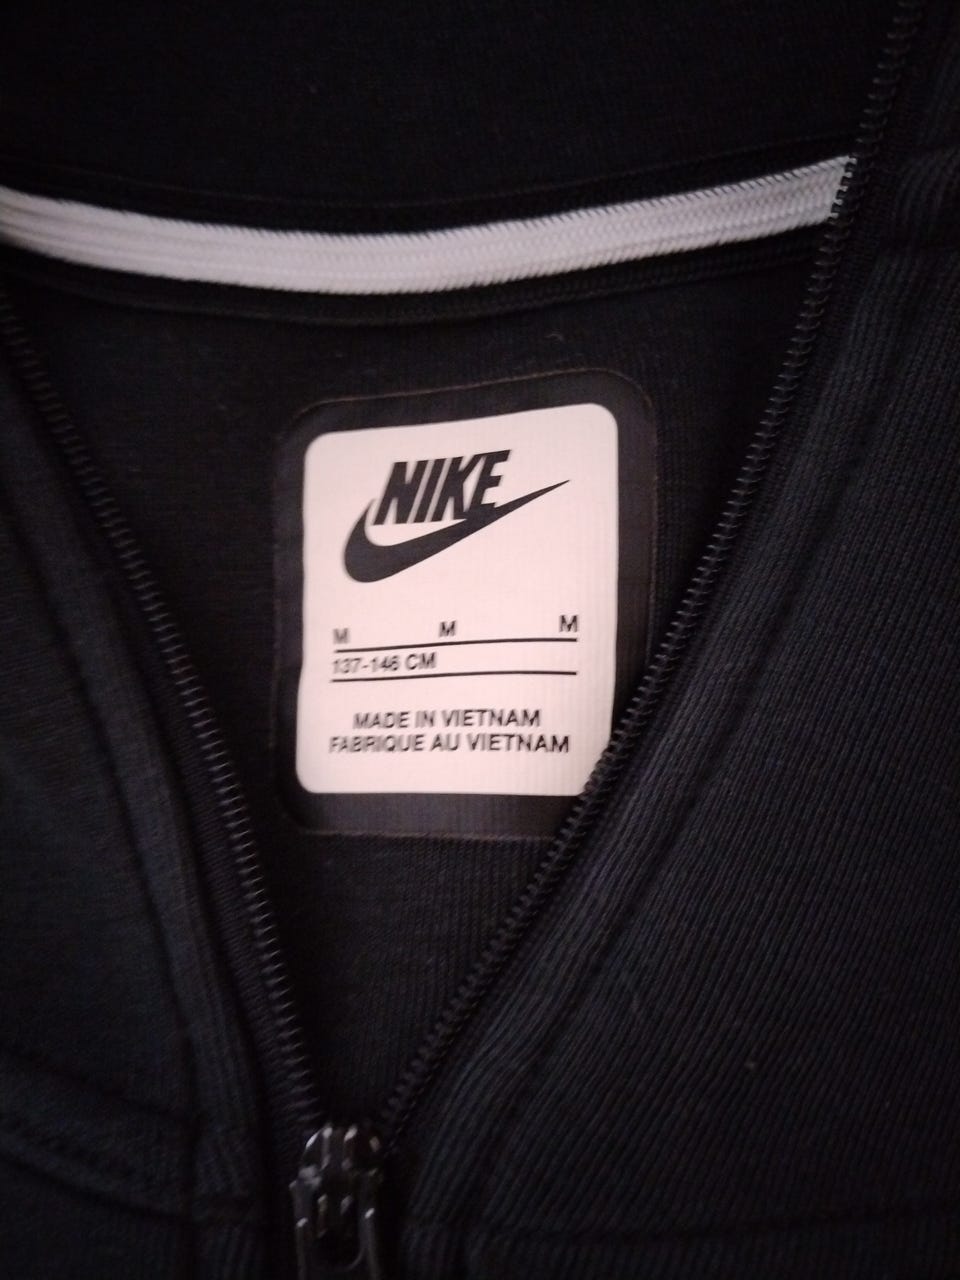 NIKE
M M M
137-146 CM
MADE IN VIETNAM
FABRIQUE AU VIETNAM